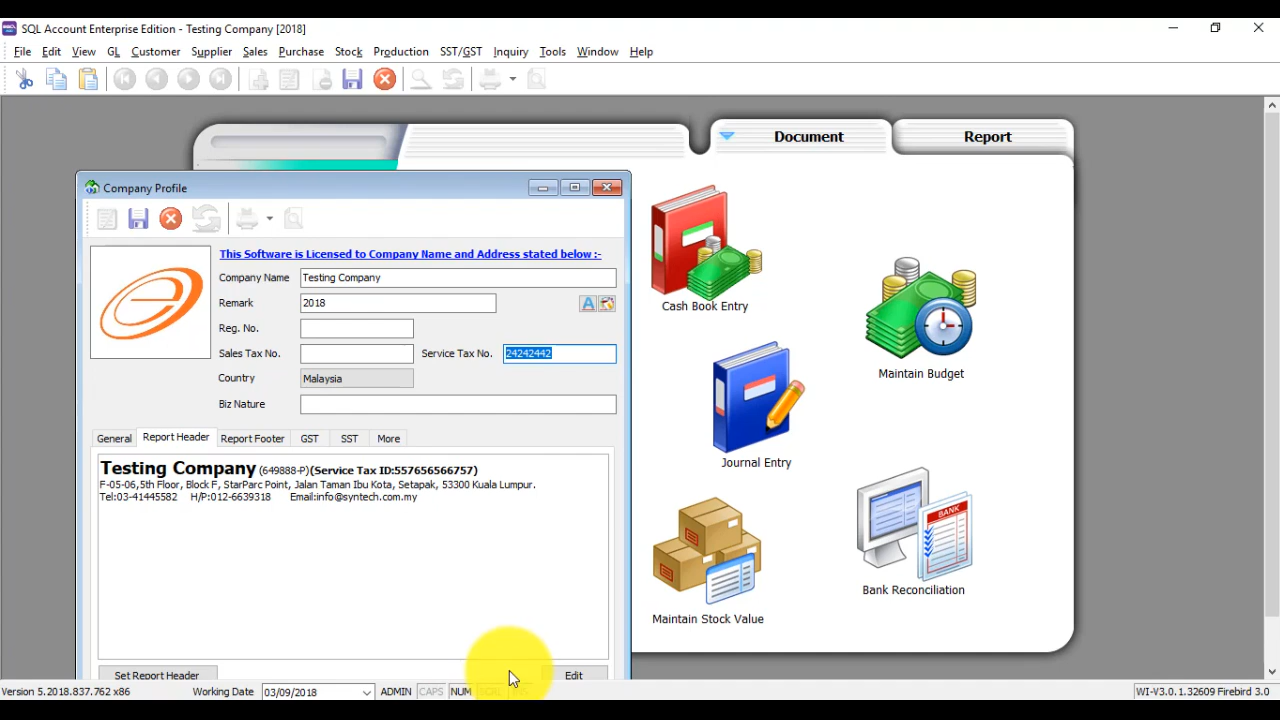 SQL Account Enterprise Edition - Testing Company [2018]
File Edit View GL Customer Supplier Sales Purchase Stock Production SST/GST Inquiry Tools Window Help
Document Report
Company Profile
This Software is Licensed to Company Name and Address stated below :-
Company Name Testing Company
Remark 2018
Reg. No.
Sales Tax No. Service Tax No. 24242442
Country Malaysia
Biz Nature
General Report Header Report Footer GST SST More
Testing Company (649888-P)(Service Tax ID:557656566757)
F-05-06,5th Floor, Block F, StarParc Point, Jalan Taman Ibu Kota, Setapak, 53300 Kuala Lumpur.
Tel:03-41445582 H/P:012-6639318 Email:info@syntech.com.my
Set Report Header Edit
Cash Book Entry
Maintain Budget
Journal Entry
BANK
Bank Reconciliation
Maintain Stock Value
Version 5.2018.837.762 x86 Working Date 03/09/2018 ADMIN CAPS NUM WI-V3.0.1.32609 Firebird 3.0